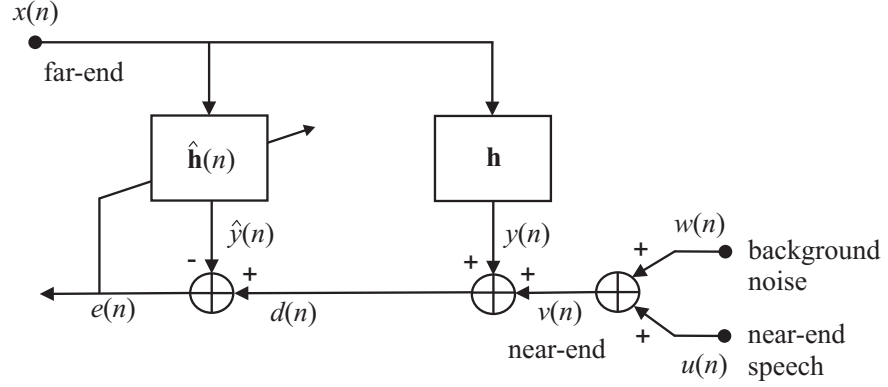 x(n)
far-end
ĥ(n)
h
ŷ(n)
y(n)
w(n)
-
+
+
+
+
background
noise
e(n)
d(n)
v(n)
near-end
+
u(n)
near-end
speech